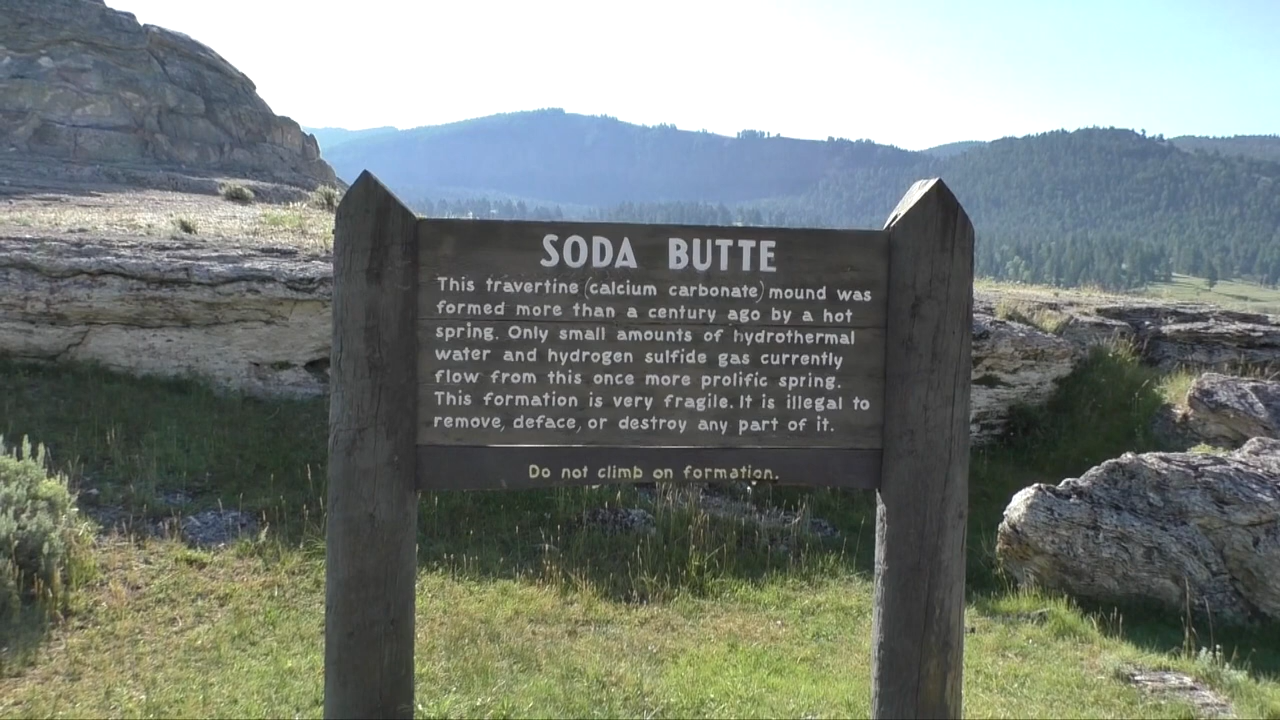 SODA BUTTE
This travertine (calcium carbonate) mound was
formed more than a century ago by a hot
spring. Only small amounts of hydrothermal
water and hydrogen sulfide gas currently
flow from this once more prolific spring.
This formation is very fragile. It is illegal to
remove, deface, or destroy any part of it.
Do not climb on formation.